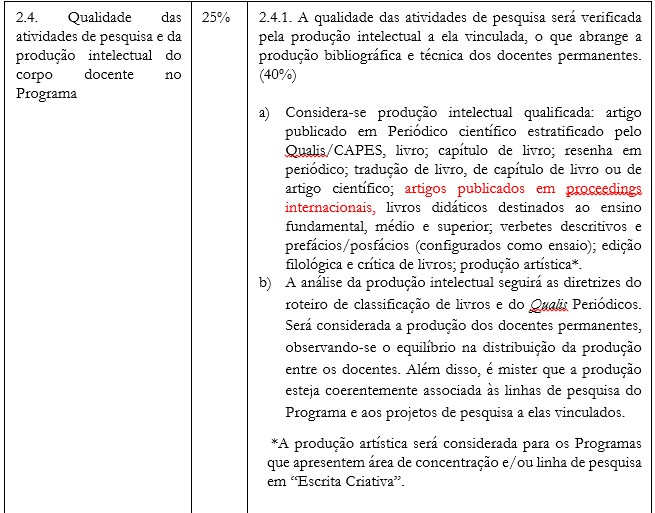 2.4. Qualidade das
atividades de pesquisa e da
produção intelectual do
corpo docente no
Programa
25%
2.4.1. A qualidade das atividades de pesquisa será verificada
pela produção intelectual a ela vinculada, o que abrange a
produção bibliográfica e técnica dos docentes permanentes.
(40%)
a) Considera-se produção intelectual qualificada: artigo
publicado em Periódico científico estratificado pelo
Qualis/CAPES, livro; capítulo de livro; resenha em
periódico; tradução de livro, de capítulo de livro ou de
artigo científico; artigos publicados em proceedings
internacionais, livros didáticos destinados ao ensino
fundamental, médio e superior; verbetes descritivos e
prefácios/posfácios (configurados como ensaio); edição
filológica e crítica de livros; produção artística*.
b) A análise da produção intelectual seguirá as diretrizes do
roteiro de classificação de livros e do Qualis Periódicos.
Será considerada a produção dos docentes permanentes,
observando-se o equilíbrio na distribuição da produção
entre os docentes. Além disso, é mister que a produção
esteja coerentemente associada às linhas de pesquisa do
Programa e aos projetos de pesquisa a elas vinculados.
*A produção artística será considerada para os Programas
que apresentem área de concentração e/ou linha de pesquisa
em “Escrita Criativa”.